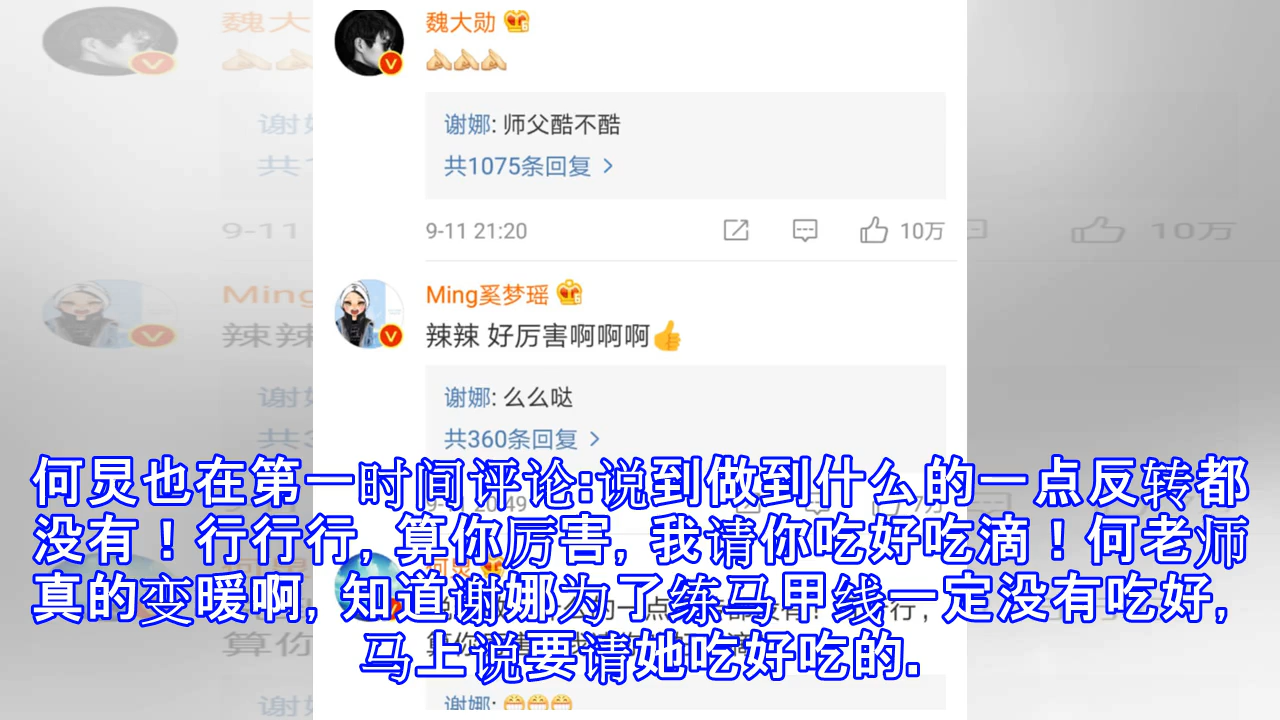 魏大勋
谢娜: 师父酷不酷
共1075条回复 >
9-11 21:20
10万
Ming奚梦瑶
辣辣 好厉害啊啊啊👍
谢娜: 么么哒
共360条回复 >
何炅也在第一时间评论:说到做到什么的一点反转都
没有！行行行, 算你厉害, 我请你吃好吃滴！何老师
真的变暖啊, 知道谢娜为了练马甲线一定没有吃好,
马上说要请她吃好吃的.
谢娜: 😁😁😁